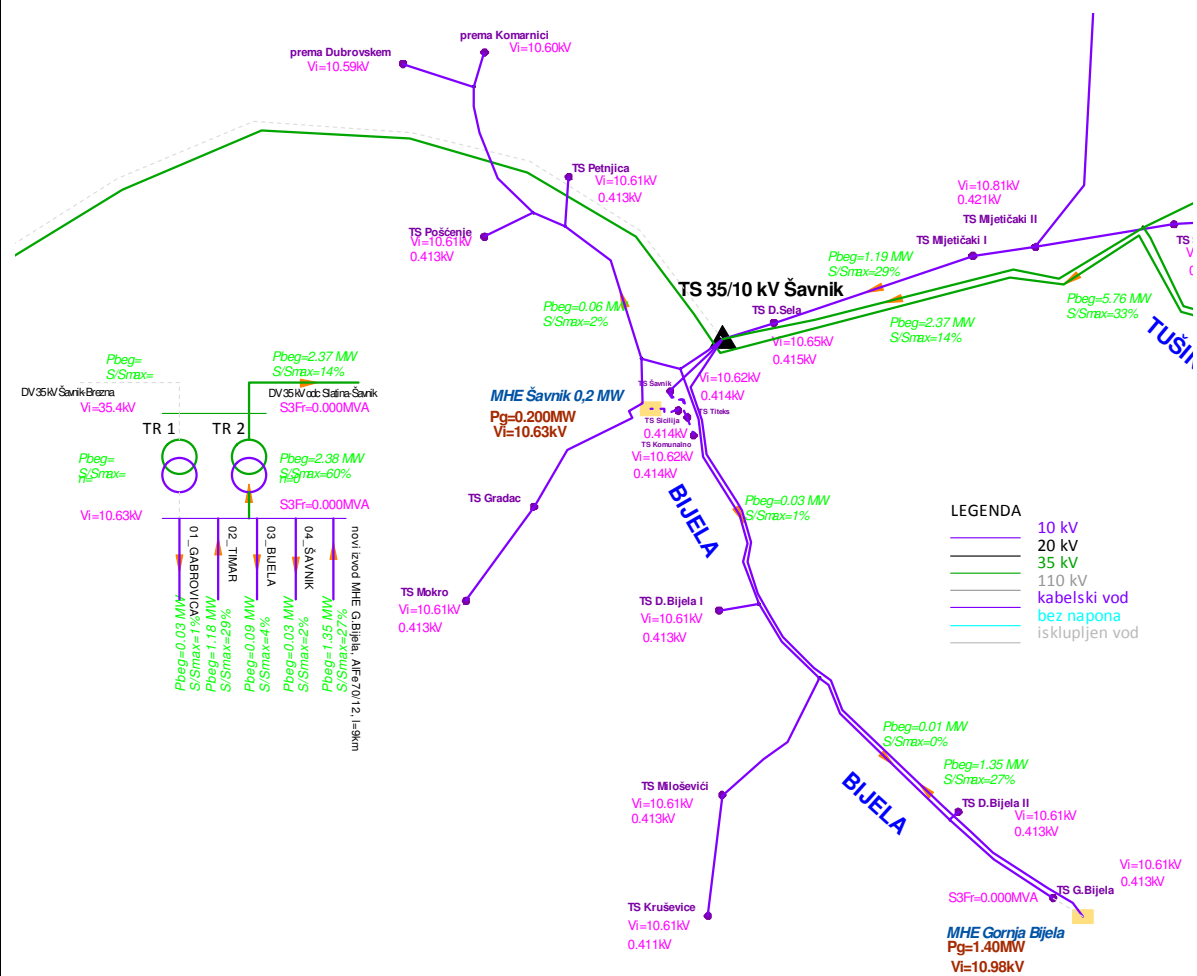 prema Komarnici
Vi=10.60kV
prema Dubrovskem
Vi=10.59kV
TS Petnjica
Vi=10.61kV
0.413kV
TS Pošćenje
Vi=10.61kV
0.413kV
Vi=10.81kV
0.421kV
TS Mljetičaki II
TS Mljetičaki I
Pbeg=1.19 MW
S/Smax=29%
TS 35/10 kV Šavnik
Pbeg=0.06 MW
S/Smax=2%
TS D.Sela
Pbeg=2.37 MW
S/Smax=14%
Pbeg=5.76 MW
S/Smax=33%
TUŠIN
Vi=10.65kV
0.415kV
Pbeg=
S/Smax=
Pbeg=2.37 MW
S/Smax=14%
DV 35 kV Šavnik-Brezna
DV 35 kV odc Slatina-Šavnik
Vi=35.4kV
S3Fr=0.000MVA
TR 1
TR 2
Pbeg=
S/Smax=
n=
Pbeg=2.38 MW
S/Smax=60%
n=0
S3Fr=0.000MVA
Vi=10.63kV
01_GABROVICA
02_TIMAR
03_BIJELA
04_ŠAVNIK
novi izvod MHE G.Bijela, AlFe70/12, l=9km
Pbeg=0.03 MW
S/Smax=1%
Pbeg=1.18 MW
S/Smax=29%
Pbeg=0.09 MW
S/Smax=4%
Pbeg=0.03 MW
S/Smax=2%
Pbeg=1.35 MW
S/Smax=27%
MHE Šavnik 0,2 MW
Pg=0.200MW
Vi=10.63kV
TS Šavnik
Vi=10.62kV
0.414kV
TS Titeks
TS Sicilija
0.414kV
TS Komunalno
Vi=10.62kV
0.414kV
TS Gradac
BIJELA
Pbeg=0.03 MW
S/Smax=1%
TS Mokro
Vi=10.61kV
0.413kV
TS D.Bijela I
Vi=10.61kV
0.413kV
LEGENDA
10 kV
20 kV
35 kV
110 kV
kabelski vod
bez napona
isklupljen vod
Pbeg=0.01 MW
S/Smax=0%
Pbeg=1.35 MW
S/Smax=27%
BIJELA
TS Miloševići
Vi=10.61kV
0.413kV
TS D.Bijela II
Vi=10.61kV
0.413kV
Vi=10.61kV
0.413kV
TS G.Bijela
S3Fr=0.000MVA
TS Kruševice
Vi=10.61kV
0.411kV
MHE Gornja Bijela
Pg=1.40MW
Vi=10.98kV